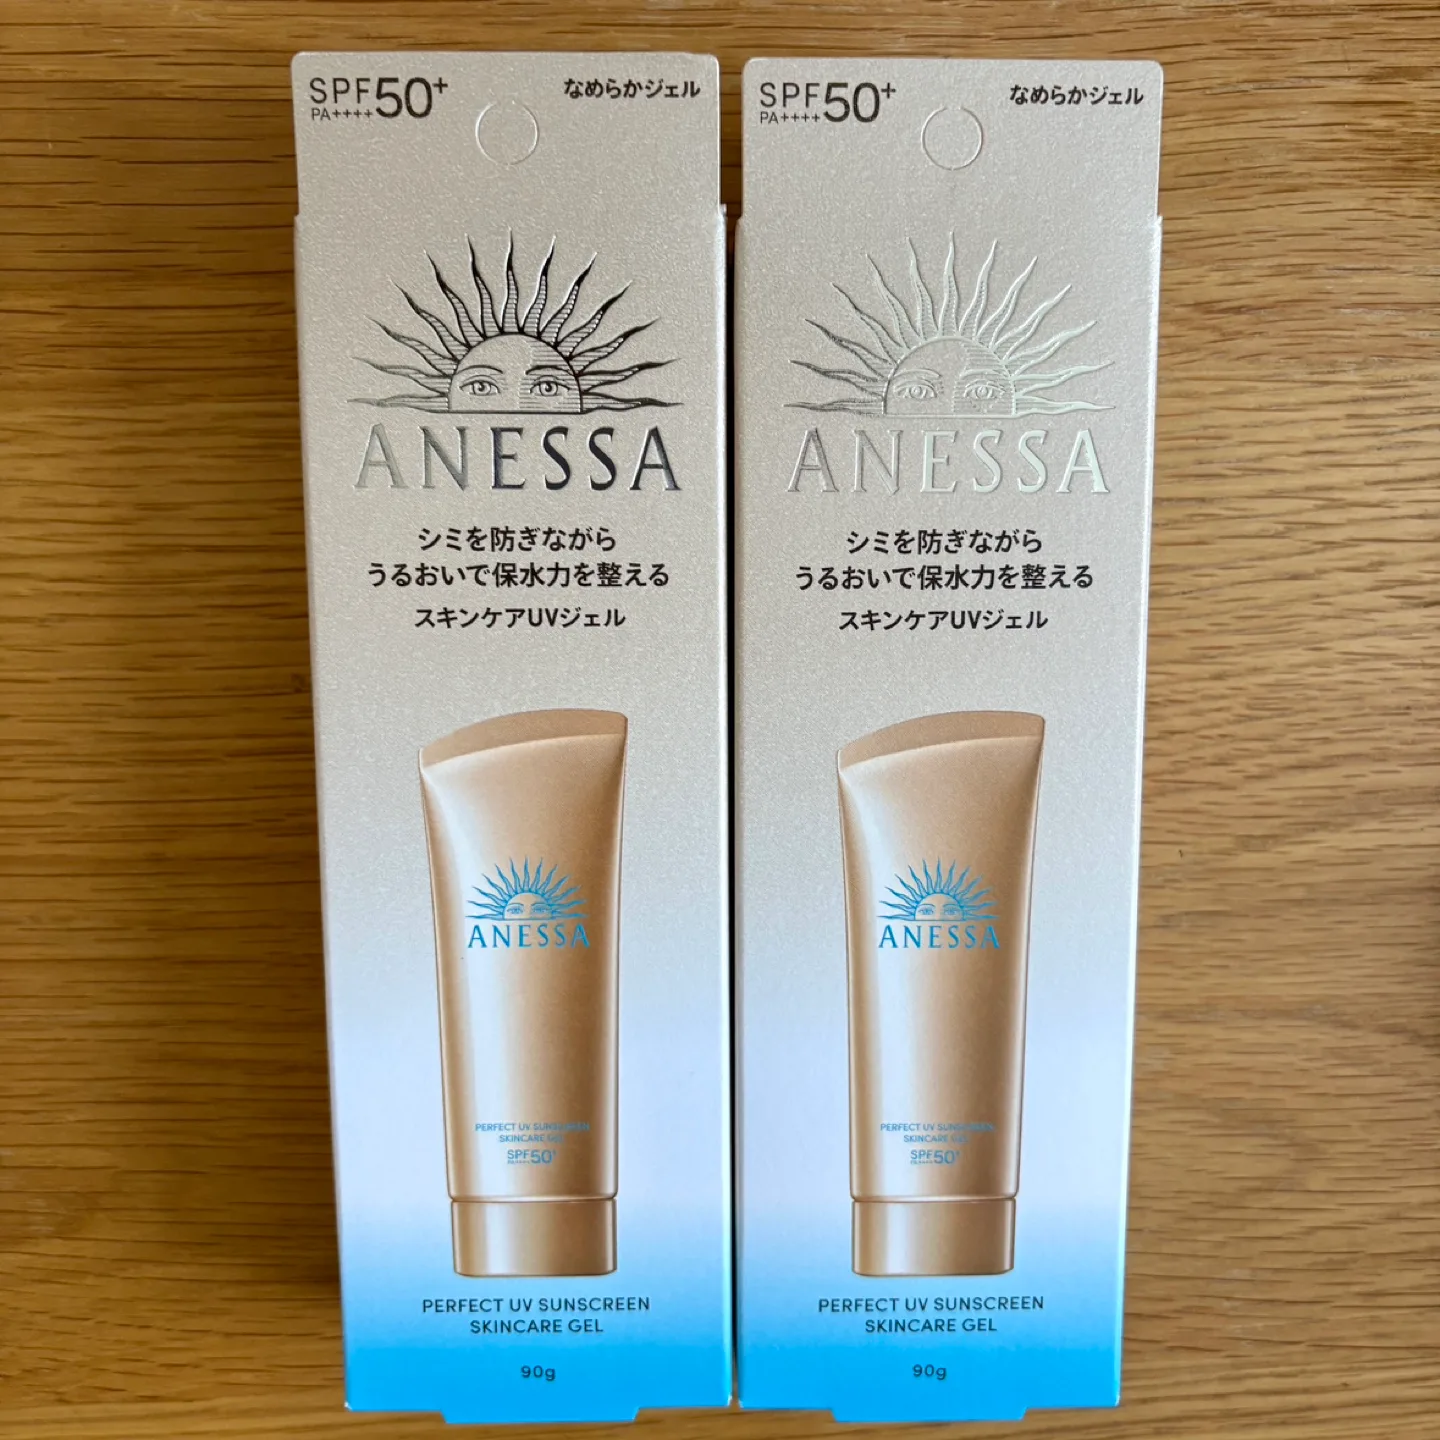 SPF50+
PA++++
なめらかジェル
ANESSA
シミを防ぎながら
うるおいで保水力を整える
スキンケアUVジェル
ANESSA
PERFECT UV SUNSCREEN
SKINCARE GEL
SPF50+
PA++++
PERFECT UV SUNSCREEN
SKINCARE GEL
90g
SPF50+
PA++++
なめらかジェル
ANESSA
シミを防ぎながら
うるおいで保水力を整える
スキンケアUVジェル
ANESSA
PERFECT UV SUNSCREEN
SKINCARE GEL
SPF50+
PA++++
PERFECT UV SUNSCREEN
SKINCARE GEL
90g